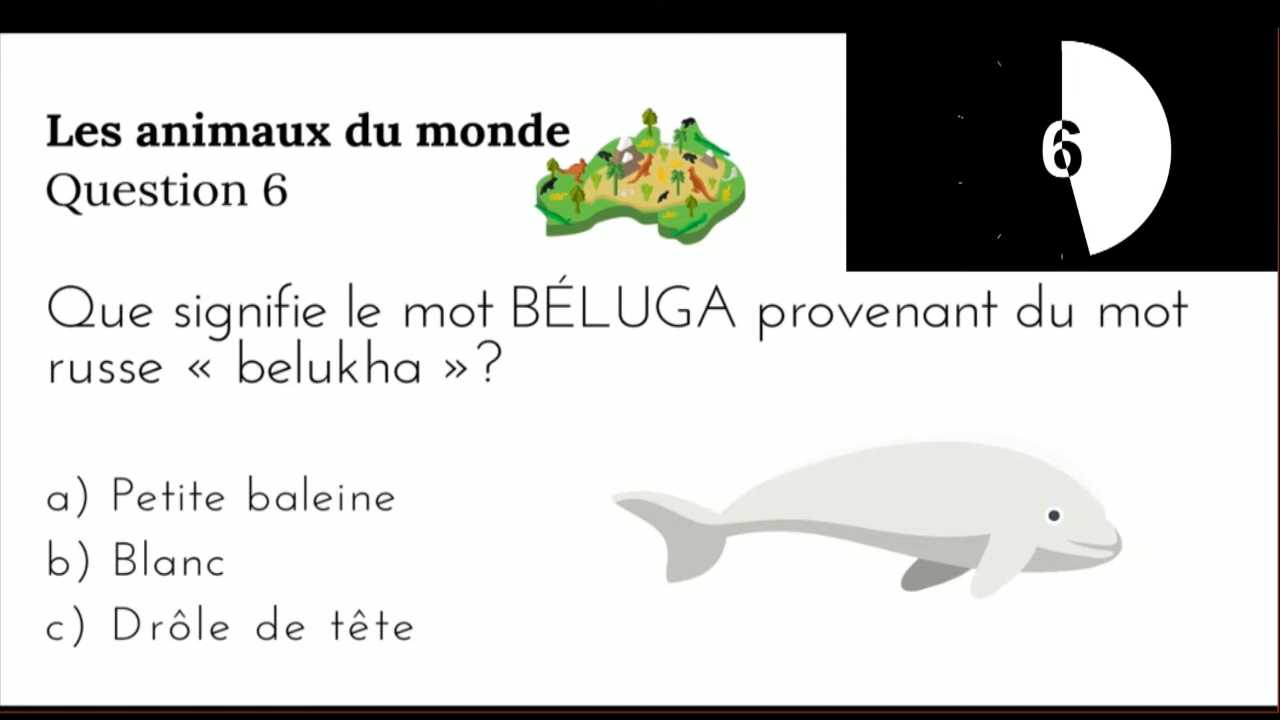 Les animaux du monde
Question 6
6
Que signifie le mot BÉLUGA provenant du mot
russe « belukha »?
a) Petite baleine
b) Blanc
c) Drôle de tête